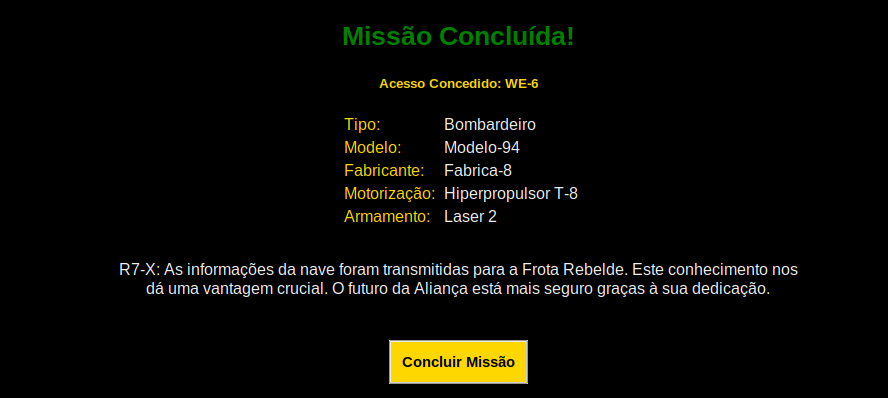 Missão Concluída!
Acesso Concedido: WE-6
Tipo: Bombardeiro
Modelo: Modelo-94
Fabricante: Fabrica-8
Motorização: Hiperpropulsor T-8
Armamento: Laser 2
R7-X: As informações da nave foram transmitidas para a Frota Rebelde. Este conhecimento nos
dá uma vantagem crucial. O futuro da Aliança está mais seguro graças à sua dedicação.
Concluir Missão